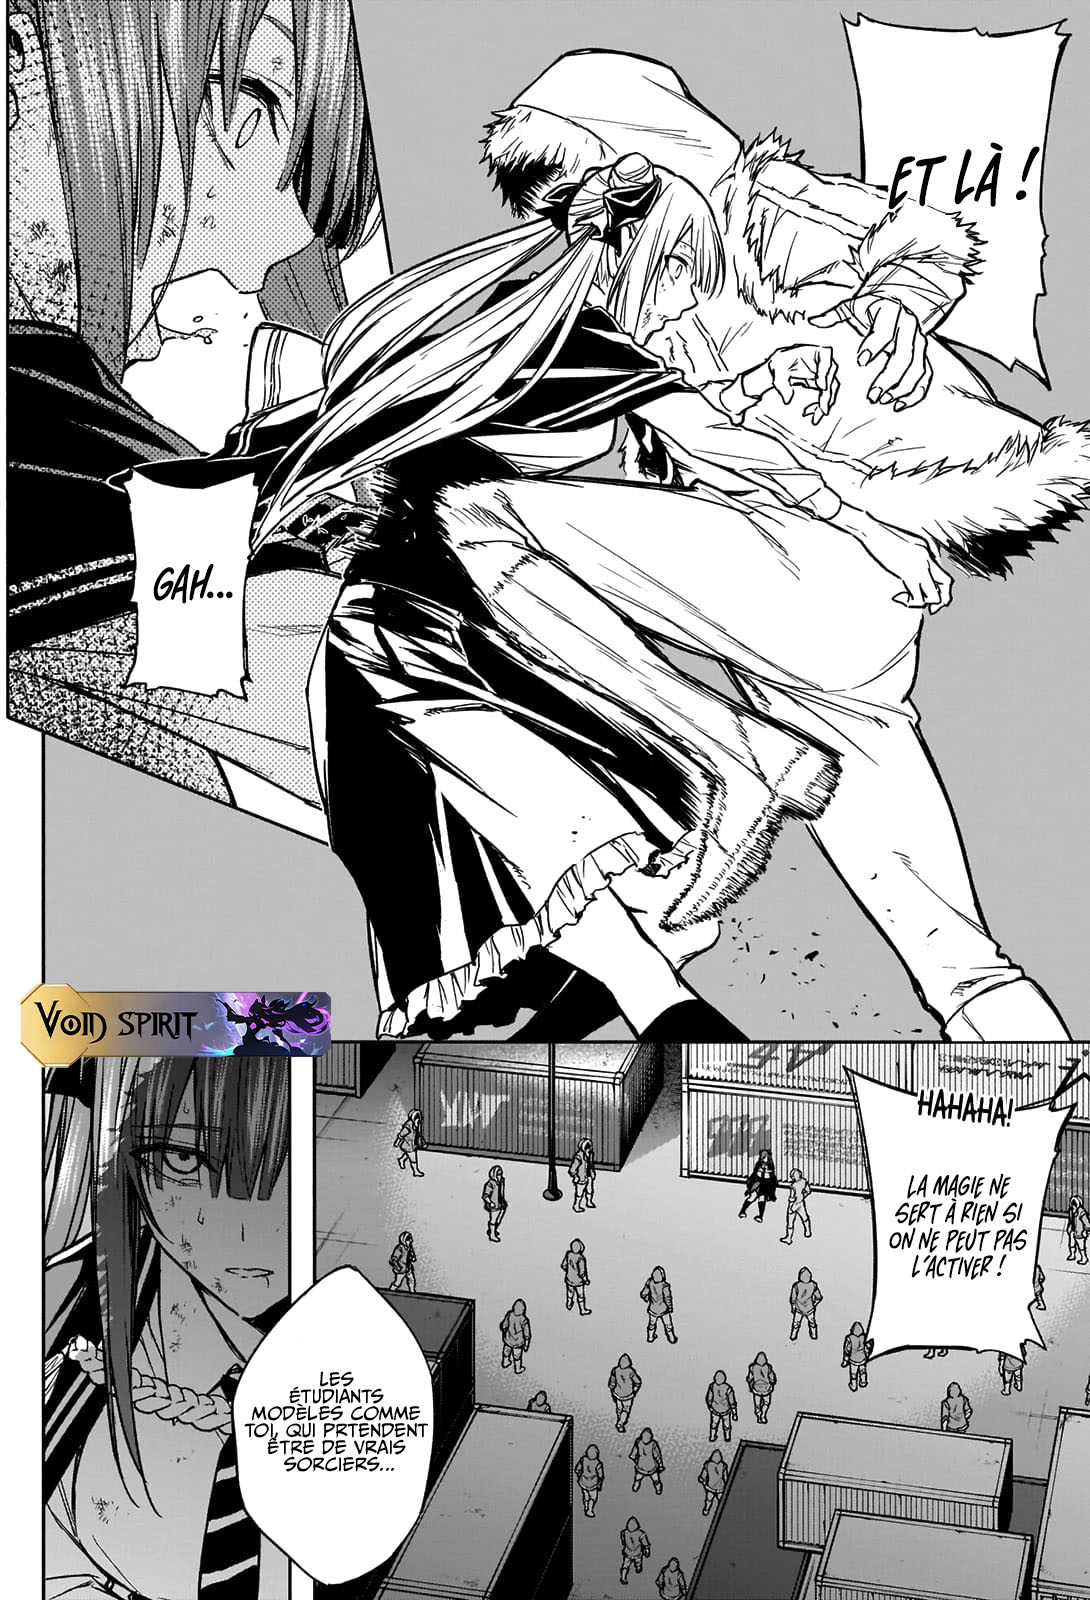 ET LÀ !
GAH...
VOID SPIRIT
HAHAHA!
LA MAGIE NE
SERT À RIEN SI
ON NE PEUT PAS
L'ACTIVER !
LES
ÉTUDIANTS
MODÈLES COMME
TOI, QUI PRTENDENT
ÊTRE DE VRAIS
SORCIERS...